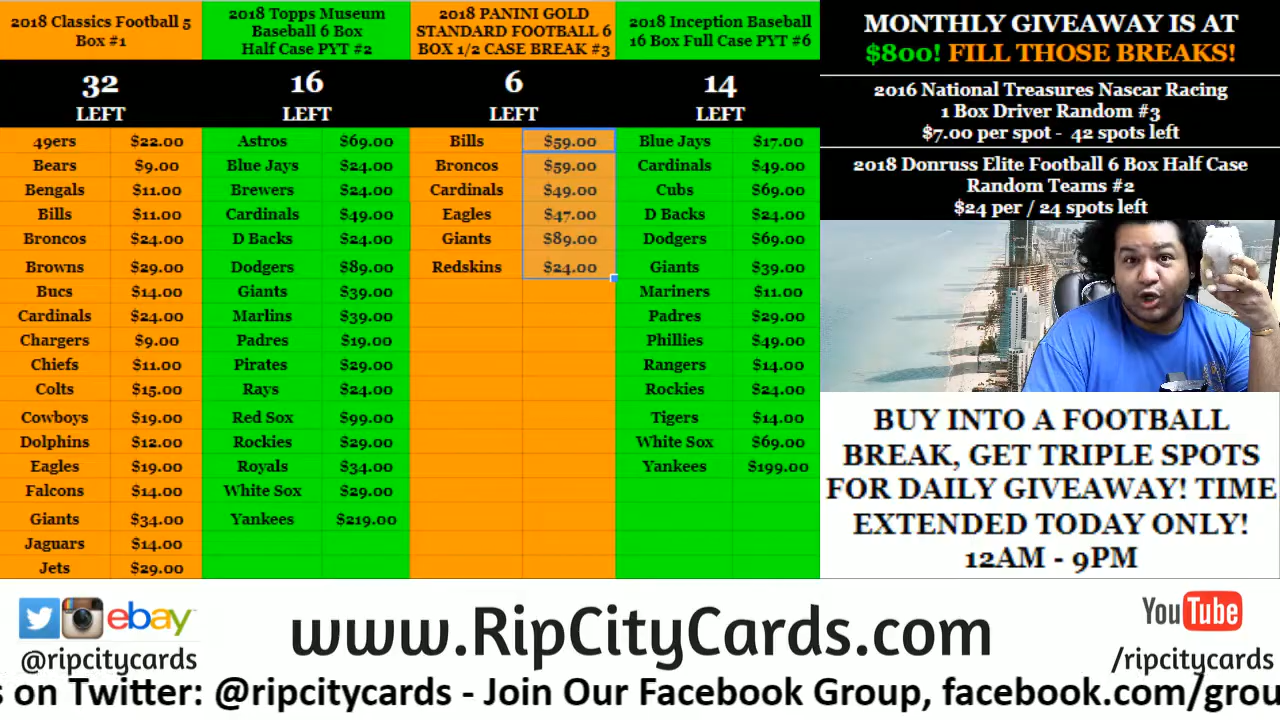 2018 Classics Football 5
Box #1
32
LEFT
49ers $22.00
Bears $9.00
Bengals $11.00
Bills $11.00
Broncos $24.00
Browns $29.00
Bucs $14.00
Cardinals $24.00
Chargers $9.00
Chiefs $11.00
Colts $15.00
Cowboys $19.00
Dolphins $12.00
Eagles $19.00
Falcons $14.00
Giants $34.00
Jaguars $14.00
Jets $29.00
2018 Topps Museum
Baseball 6 Box
Half Case PYT #2
16
LEFT
Astros $69.00
Blue Jays $24.00
Brewers $24.00
Cardinals $49.00
D Backs $24.00
Dodgers $89.00
Giants $39.00
Marlins $39.00
Padres $19.00
Pirates $29.00
Rays $24.00
Red Sox $99.00
Rockies $29.00
Royals $34.00
White Sox $29.00
Yankees $219.00
2018 PANINI GOLD
STANDARD FOOTBALL 6
BOX 1/2 CASE BREAK #3
6
LEFT
Bills $59.00
Broncos $59.00
Cardinals $49.00
Eagles $47.00
Giants $89.00
Redskins $24.00
2018 Inception Baseball
16 Box Full Case PYT #6
14
LEFT
Blue Jays $17.00
Cardinals $49.00
Cubs $69.00
D Backs $24.00
Dodgers $69.00
Giants $39.00
Mariners $11.00
Padres $29.00
Phillies $49.00
Rangers $14.00
Rockies $24.00
Tigers $14.00
White Sox $69.00
Yankees $199.00
MONTHLY GIVEAWAY IS AT
$800! FILL THOSE BREAKS!
2016 National Treasures Nascar Racing
1 Box Driver Random #3
$7.00 per spot - 42 spots left
2018 Donruss Elite Football 6 Box Half Case
Random Teams #2
$24 per / 24 spots left
BUY INTO A FOOTBALL
BREAK, GET TRIPLE SPOTS
FOR DAILY GIVEAWAY! TIME
EXTENDED TODAY ONLY!
12AM - 9PM
ebay
@ripcitycards
www.RipCityCards.com
YouTube
/ripcitycards
s on Twitter: @ripcitycards - Join Our Facebook Group, facebook.com/grou